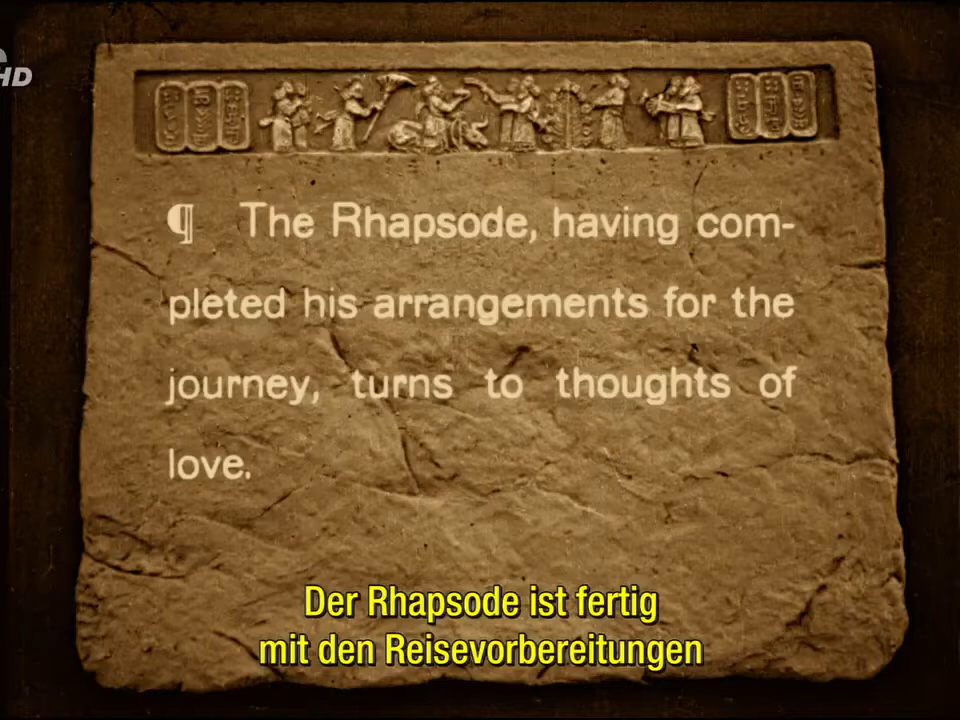 HD
¶ The Rhapsode, having com-
pleted his arrangements for the
journey, turns to thoughts of
love.
Der Rhapsode ist fertig
mit den Reisevorbereitungen